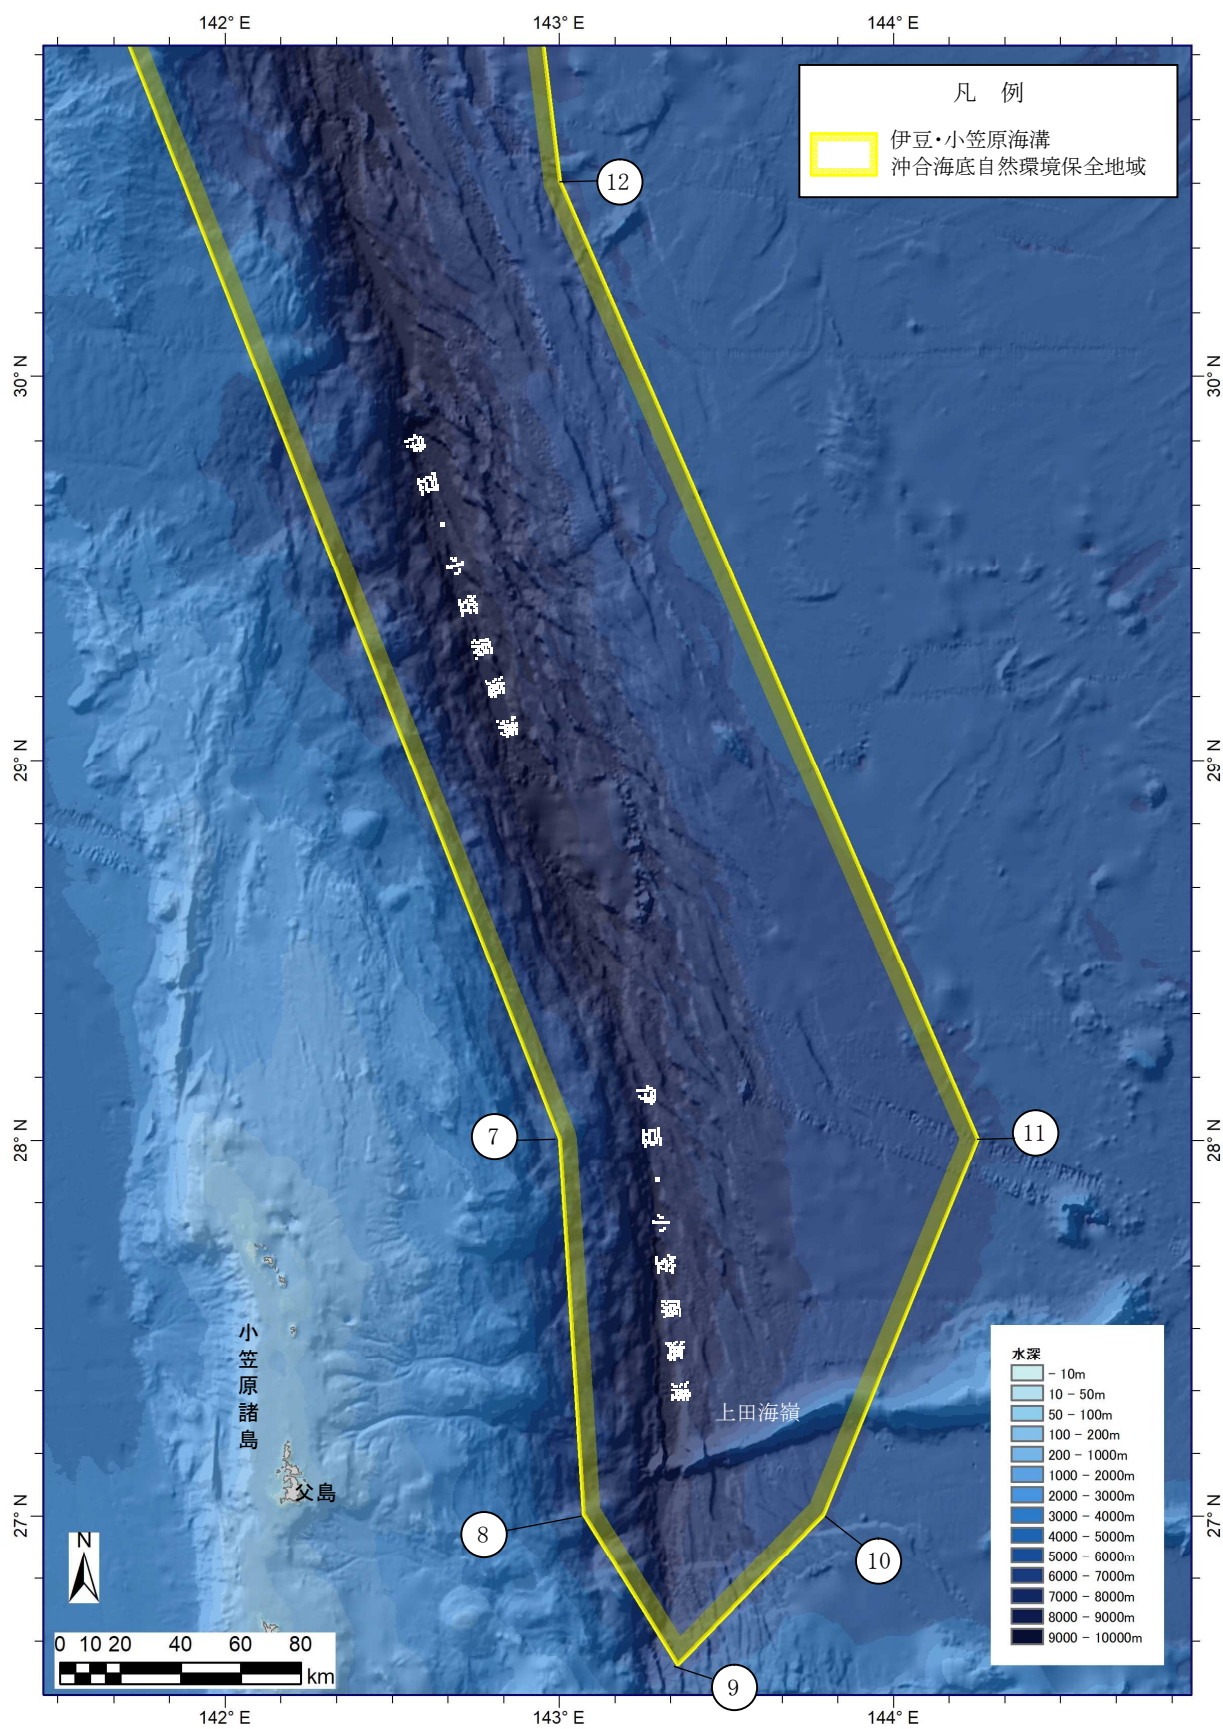 142° E
143° E
144° E
凡 例
伊豆・小笠原海溝
沖合海底自然環境保全地域
12
30° N
30° N
伊豆・小笠原海溝
29° N
29° N
7
11
28° N
28° N
伊豆・小笠原海溝
小笠原諸島
上田海嶺
父島
27° N
27° N
8
10
9
水深
- 10m
10 - 50m
50 - 100m
100 - 200m
200 - 1000m
1000 - 2000m
2000 - 3000m
3000 - 4000m
4000 - 5000m
5000 - 6000m
6000 - 7000m
7000 - 8000m
8000 - 9000m
9000 - 10000m
N
0 10 20 40 60 80
km
142° E
143° E
144° E